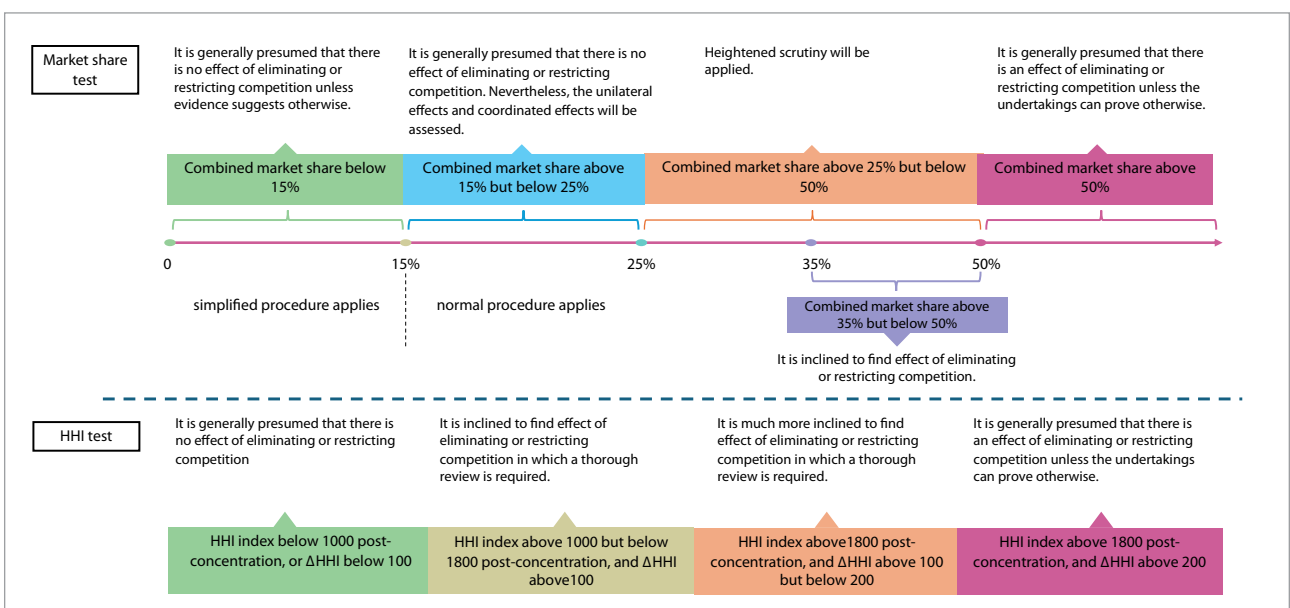 Market share
test
It is generally presumed that there
is no effect of eliminating or
restricting competition unless
evidence suggests otherwise.
It is generally presumed that there is no
effect of eliminating or restricting
competition. Nevertheless, the unilateral
effects and coordinated effects will be
assessed.
Heightened scrutiny will be
applied.
It is generally presumed that there
is an effect of eliminating or
restricting competition unless the
undertakings can prove otherwise.
Combined market share below
15%
Combined market share above
15% but below 25%
Combined market share above 25% but below
50%
Combined market share above
50%
0
15%
25%
35%
50%
simplified procedure applies
normal procedure applies
Combined market share above
35% but below 50%
It is inclined to find effect of eliminating
or restricting competition.
HHI test
It is generally presumed that there is
no effect of eliminating or restricting
competition
It is inclined to find effect of
eliminating or restricting
competition in which a thorough
review is required.
It is much more inclined to find
effect of eliminating or restricting
competition in which a thorough
review is required.
It is generally presumed that there is
an effect of eliminating or restricting
competition unless the undertakings
can prove otherwise.
HHI index below 1000 post-
concentration, or ΔHHI below 100
HHI index above 1000 but below
1800 post-concentration, and ΔHHI
above100
HHI index above1800 post-
concentration, and ΔHHI above 100
but below 200
HHI index above 1800 post-
concentration, and ΔHHI above 200